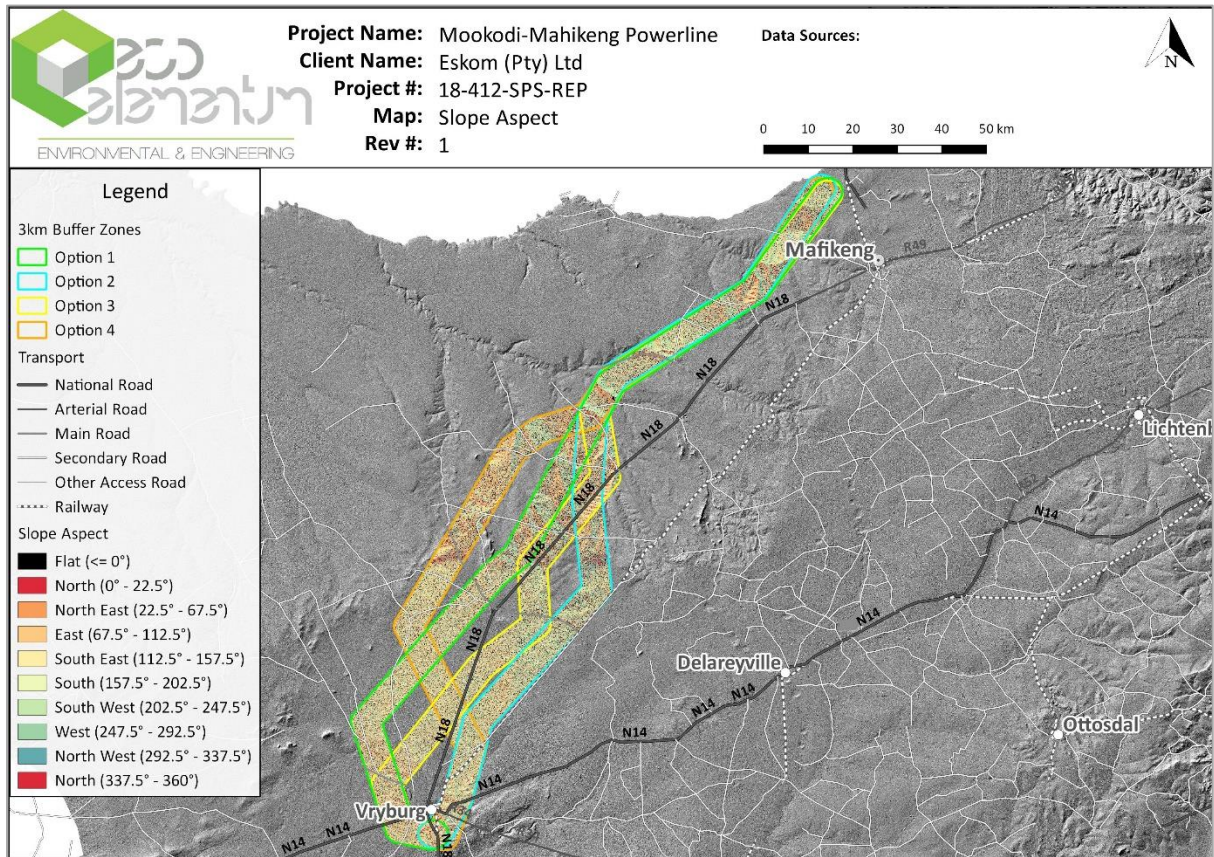 eco
elementum
ENVIRONMENTAL & ENGINEERING
Project Name: Mookodi-Mahikeng Powerline
Client Name: Eskom (Pty) Ltd
Project #: 18-412-SPS-REP
Map: Slope Aspect
Rev #: 1
Data Sources:
N
0 10 20 30 40 50 km
Legend
3km Buffer Zones
Option 1
Option 2
Option 3
Option 4
Transport
National Road
Arterial Road
Main Road
Secondary Road
Other Access Road
Railway
Slope Aspect
Flat (<= 0°)
North (0° - 22.5°)
North East (22.5° - 67.5°)
East (67.5° - 112.5°)
South East (112.5° - 157.5°)
South (157.5° - 202.5°)
South West (202.5° - 247.5°)
West (247.5° - 292.5°)
North West (292.5° - 337.5°)
North (337.5° - 360°)
Mafikeng
R49
N18
N18
N18
N18
N18
N18
N18
N18
Lichtenb
N14
N14
Delareyville
N14
N14
N14
Ottosdal
N14
Vryburg
N14
N14
N14